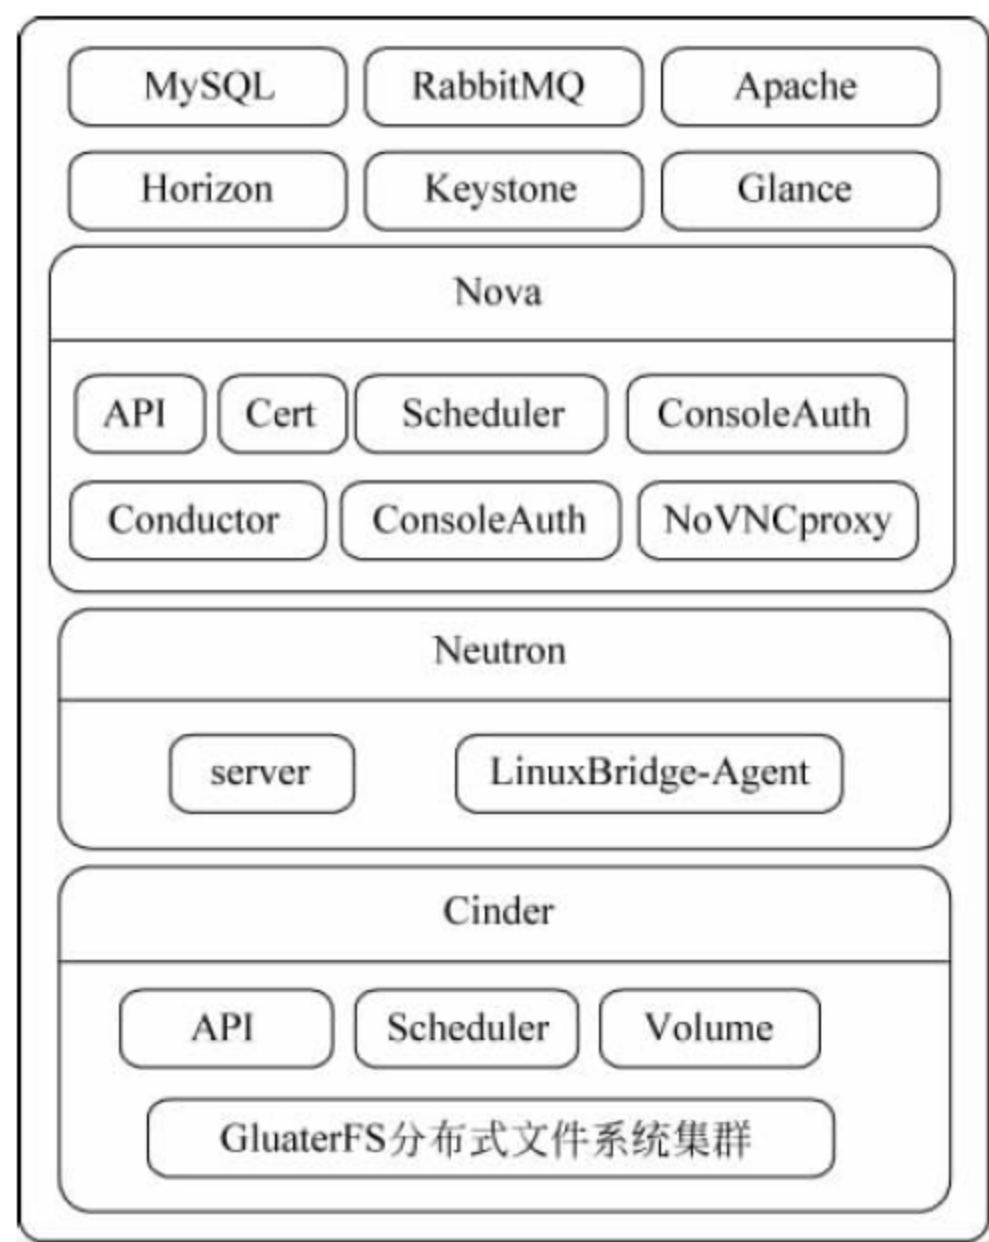 MySQL RabbitMQ Apache
Horizon Keystone Glance
Nova
API Cert Scheduler ConsoleAuth
Conductor ConsoleAuth NoVNCproxy
Neutron
server LinuxBridge-Agent
Cinder
API Scheduler Volume
GluaterFS分布式文件系统集群